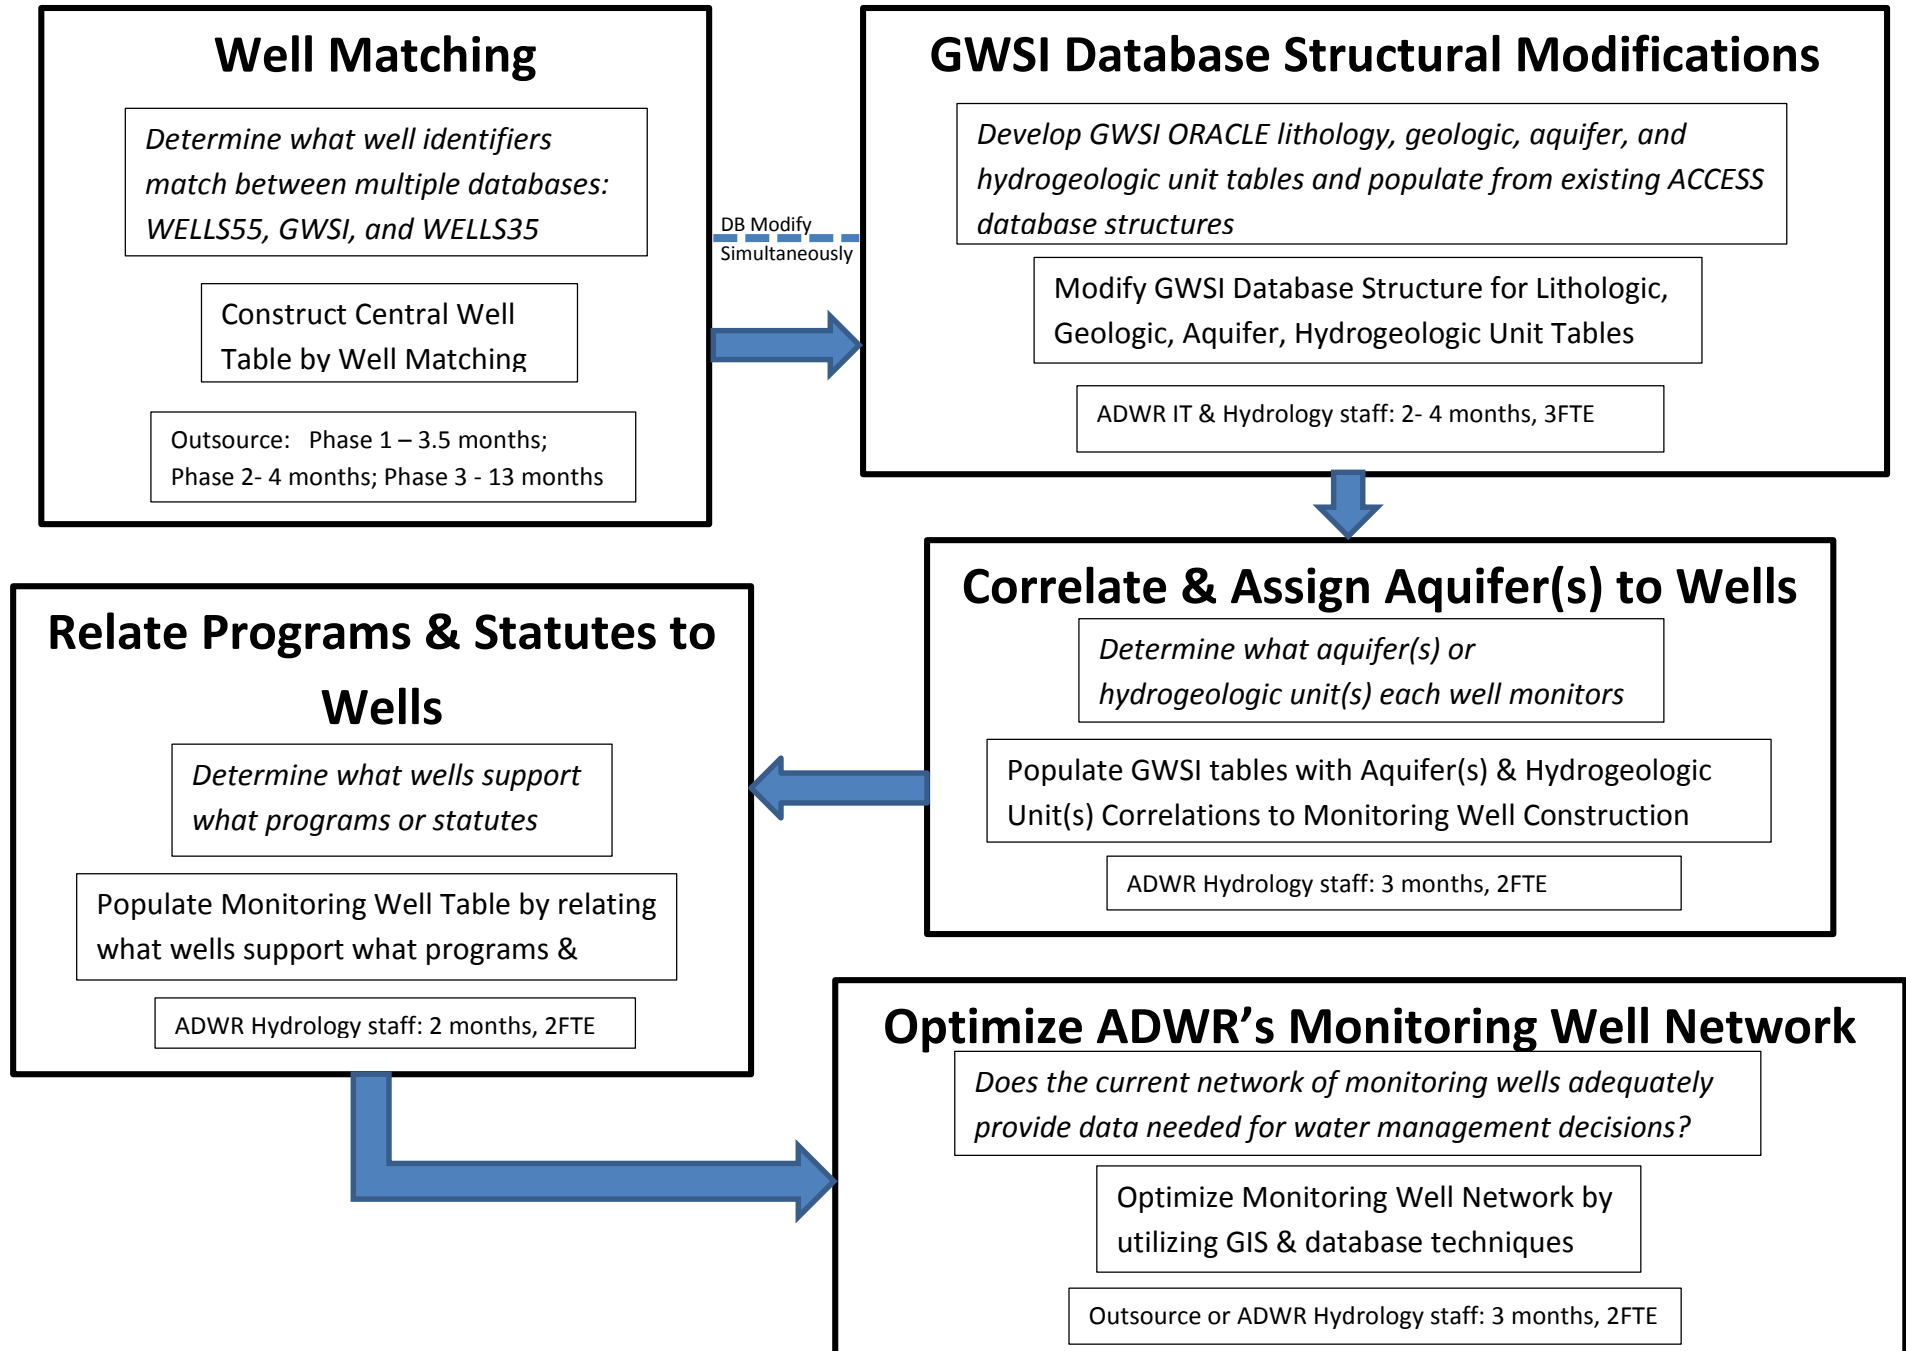 Well Matching
Determine what well identifiers
match between multiple databases:
WELLS55, GWSI, and WELLS35
Construct Central Well
Table by Well Matching
Outsource:   Phase 1 – 3.5 months;
Phase 2- 4 months; Phase 3 - 13 months
DB Modify
Simultaneously
GWSI Database Structural Modifications
Develop GWSI ORACLE lithology, geologic, aquifer, and
hydrogeologic unit tables and populate from existing ACCESS
database structures
Modify GWSI Database Structure for Lithologic,
Geologic, Aquifer, Hydrogeologic Unit Tables
ADWR IT & Hydrology staff: 2- 4 months, 3FTE
Correlate & Assign Aquifer(s) to Wells
Determine what aquifer(s) or
hydrogeologic unit(s) each well monitors
Populate GWSI tables with Aquifer(s) & Hydrogeologic
Unit(s) Correlations to Monitoring Well Construction
ADWR Hydrology staff: 3 months, 2FTE
Relate Programs & Statutes to
Wells
Determine what wells support
what programs or statutes
Populate Monitoring Well Table by relating
what wells support what programs &
ADWR Hydrology staff: 2 months, 2FTE
Optimize ADWR’s Monitoring Well Network
Does the current network of monitoring wells adequately
provide data needed for water management decisions?
Optimize Monitoring Well Network by
utilizing GIS & database techniques
Outsource or ADWR Hydrology staff: 3 months, 2FTE